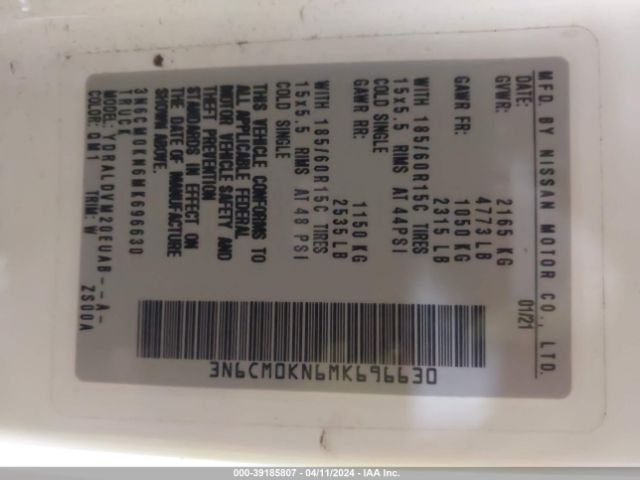 MFD. BY NISSAN MOTOR CO., LTD.
DATE: 01/21
GVWR: 2165 KG
4773 LB
GAWR FR: 1050 KG
2315 LB
WITH 185/60R15C TIRES
15x5.5 RIMS AT 44PSI
COLD SINGLE
GAWR RR: 1150 KG
2535 LB
WITH 185/60R15C TIRES
15x5.5 RIMS AT 48 PSI
COLD SINGLE
THIS VEHICLE CONFORMS TO
ALL APPLICABLE FEDERAL
MOTOR VEHICLE SAFETY AND
THEFT PREVENTION
STANDARDS IN EFFECT ON
THE DATE OF MANUFACTURE
SHOWN ABOVE.
3N6CM0KN6MK696630
TRUCK
MODEL: YDRALDVM20EUAB--A-
COLOR: QM1 TRIM: W ZS00A
3N6CM0KN6MK696630
000-39185807 - 04/11/2024 - IAA Inc.